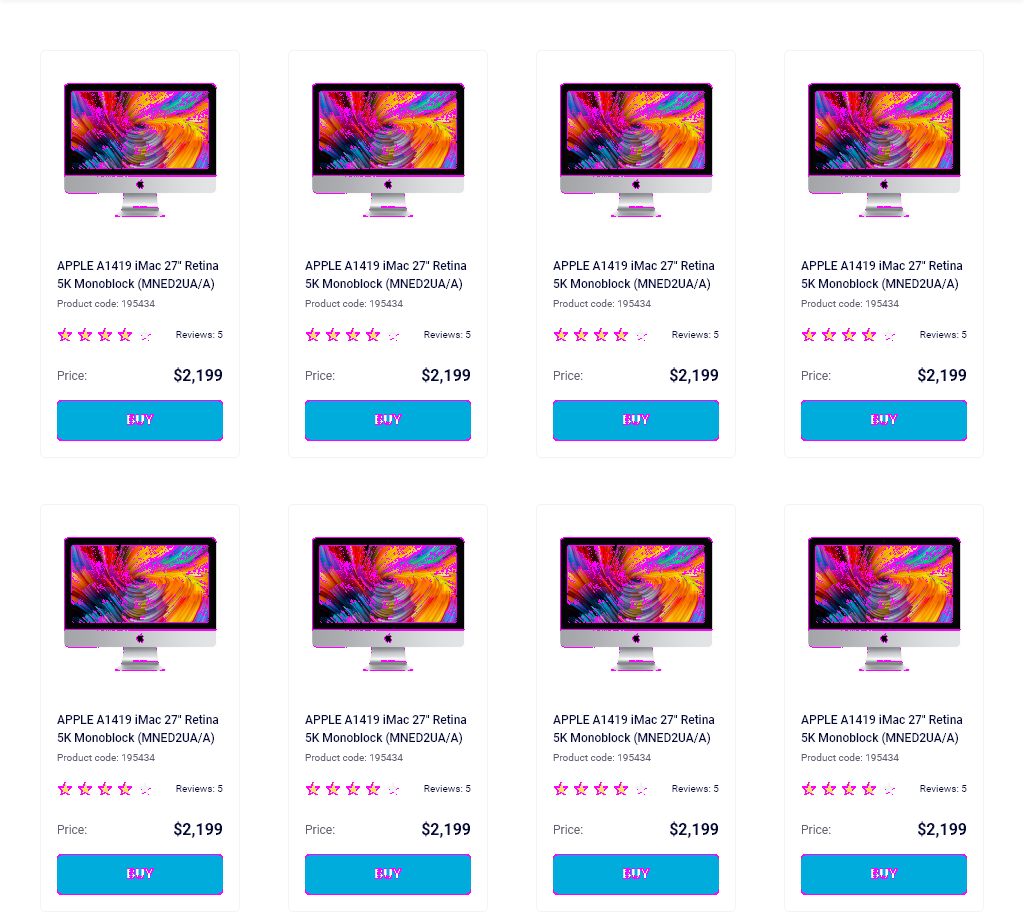 APPLE A1419 iMac 27" Retina
5K Monoblock (MNED2UA/A)
Product code: 195434
Reviews: 5
Price: $2,199
BUY
APPLE A1419 iMac 27" Retina
5K Monoblock (MNED2UA/A)
Product code: 195434
Reviews: 5
Price: $2,199
BUY
APPLE A1419 iMac 27" Retina
5K Monoblock (MNED2UA/A)
Product code: 195434
Reviews: 5
Price: $2,199
BUY
APPLE A1419 iMac 27" Retina
5K Monoblock (MNED2UA/A)
Product code: 195434
Reviews: 5
Price: $2,199
BUY
APPLE A1419 iMac 27" Retina
5K Monoblock (MNED2UA/A)
Product code: 195434
Reviews: 5
Price: $2,199
BUY
APPLE A1419 iMac 27" Retina
5K Monoblock (MNED2UA/A)
Product code: 195434
Reviews: 5
Price: $2,199
BUY
APPLE A1419 iMac 27" Retina
5K Monoblock (MNED2UA/A)
Product code: 195434
Reviews: 5
Price: $2,199
BUY
APPLE A1419 iMac 27" Retina
5K Monoblock (MNED2UA/A)
Product code: 195434
Reviews: 5
Price: $2,199
BUY